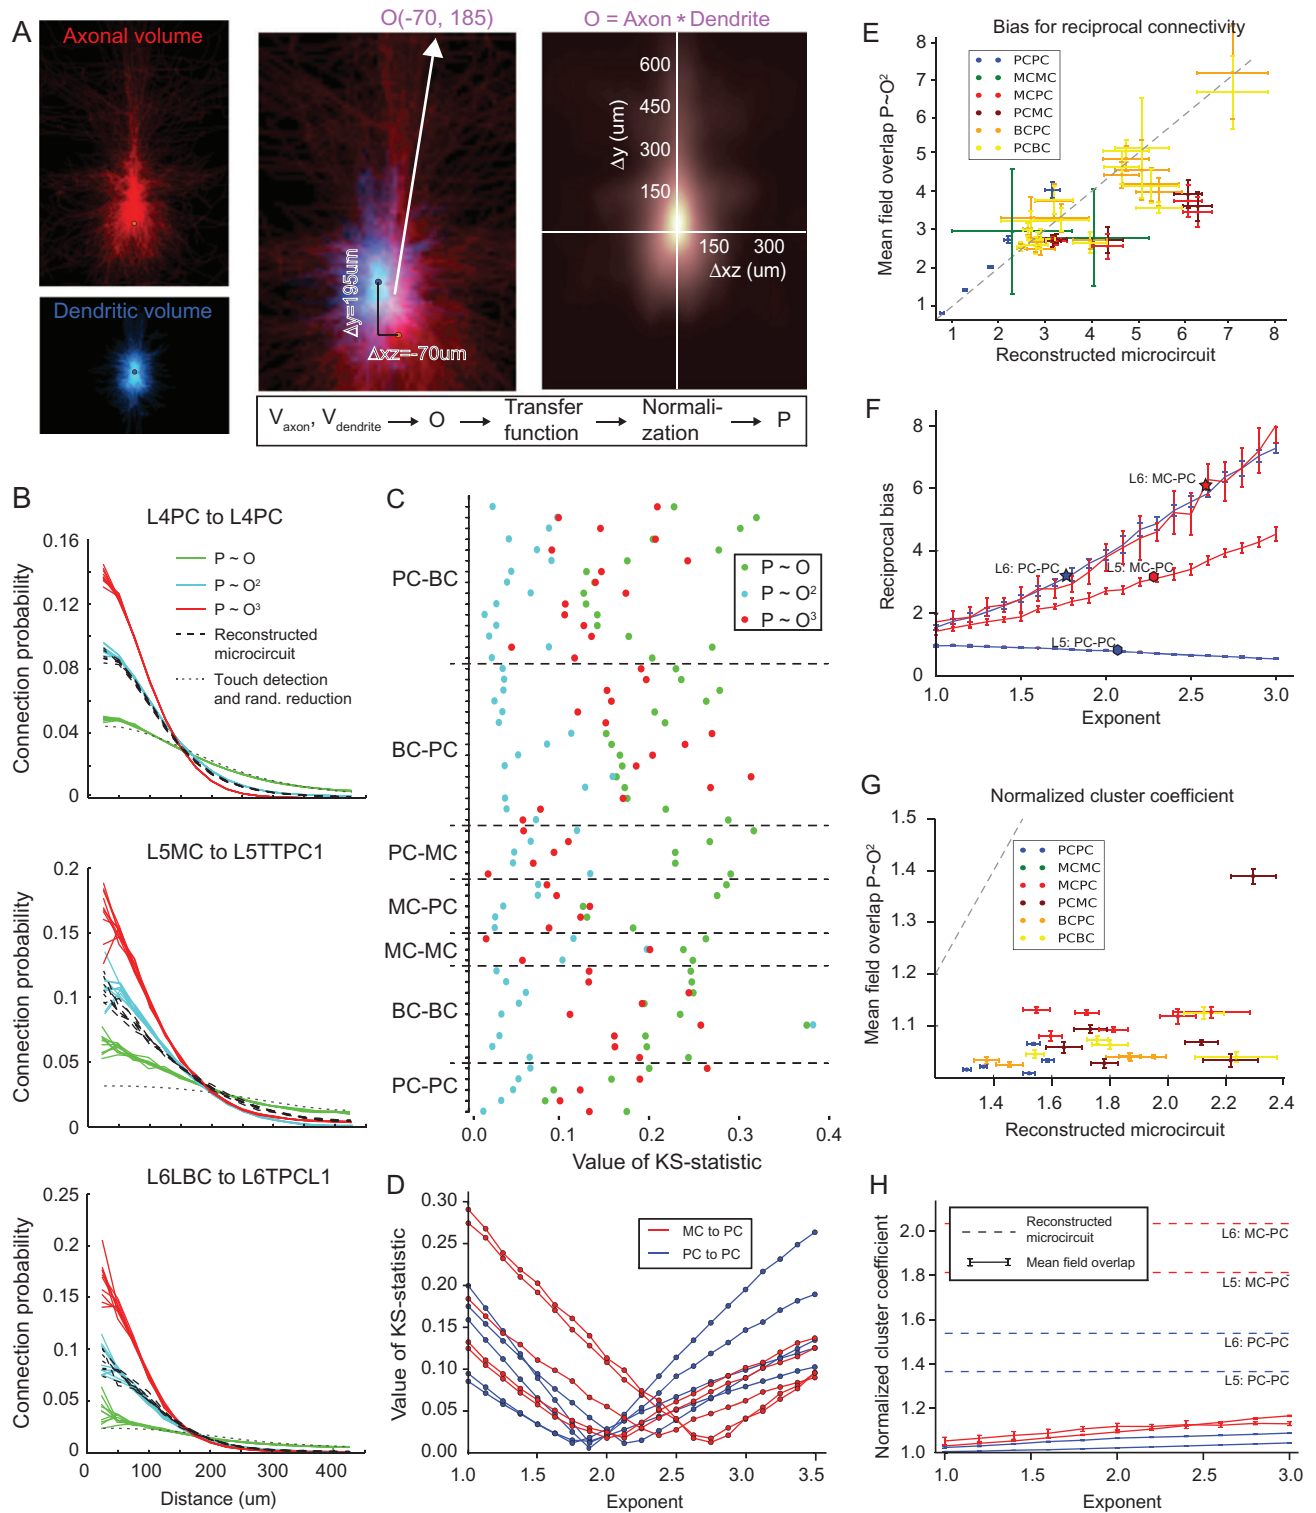 A
Axonal volume
Dendritic volume
O(-70, 185)
Δy=195um
Δxz=-70um
O = Axon * Dendrite
600
450
300
150
Δy (um)
150 300
Δxz (um)
V axon, V dendrite → O → Transfer function → Normali-zation → P
B
L4PC to L4PC
Connection probability
0.16
0.12
0.08
0.04
0
P ~ O
P ~ O²
P ~ O³
Reconstructed
microcircuit
Touch detection
and rand. reduction
L5MC to L5TTPC1
Connection probability
0.2
0.15
0.1
0.05
0
L6LBC to L6TPCL1
Connection probability
0.25
0.2
0.15
0.1
0.05
0
0 100 200 300 400
Distance (um)
C
PC-BC
BC-PC
PC-MC
MC-PC
MC-MC
BC-BC
PC-PC
P ~ O
P ~ O²
P ~ O³
0.0 0.1 0.2 0.3 0.4
Value of KS-statistic
D
Value of KS-statistic
0.30
0.25
0.20
0.15
0.10
0.05
0.00
MC to PC
PC to PC
1.0 1.5 2.0 2.5 3.0 3.5
Exponent
E
Bias for reciprocal connectivity
Mean field overlap P~O²
8
7
6
5
4
3
2
1
PCPC
MCMC
MCPC
PCMC
BCPC
PCBC
1 2 3 4 5 6 7 8
Reconstructed microcircuit
F
Reciprocal bias
8
6
4
2
0
L6: MC-PC
L6: PC-PC
L5: MC-PC
L5: PC-PC
1.0 1.5 2.0 2.5 3.0
Exponent
G
Normalized cluster coefficient
Mean field overlap P~O²
1.5
1.4
1.3
1.2
1.1
PCPC
MCMC
MCPC
PCMC
BCPC
PCBC
1.4 1.6 1.8 2.0 2.2 2.4
Reconstructed microcircuit
H
Normalized cluster coefficient
2.0
1.8
1.6
1.4
1.2
1.0
Reconstructed
microcircuit
Mean field overlap
L6: MC-PC
L5: MC-PC
L6: PC-PC
L5: PC-PC
1.0 1.5 2.0 2.5 3.0
Exponent